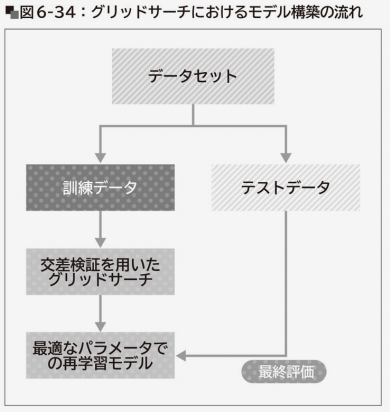 図6-34：グリッドサーチにおけるモデル構築の流れ
データセット
訓練データ
テストデータ
交差検証を用いた
グリッドサーチ
最適なパラメータで
の再学習モデル
最終評価